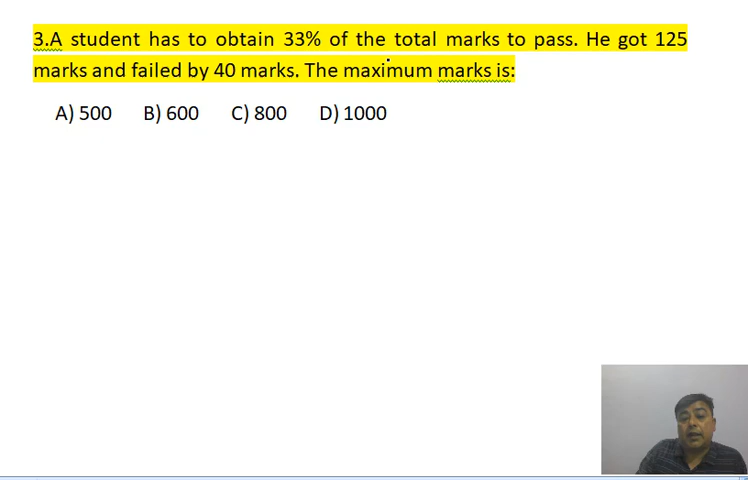 3.A student has to obtain 33% of the total marks to pass. He got 125
marks and failed by 40 marks. The maximum marks is:
A) 500 B) 600 C) 800 D) 1000